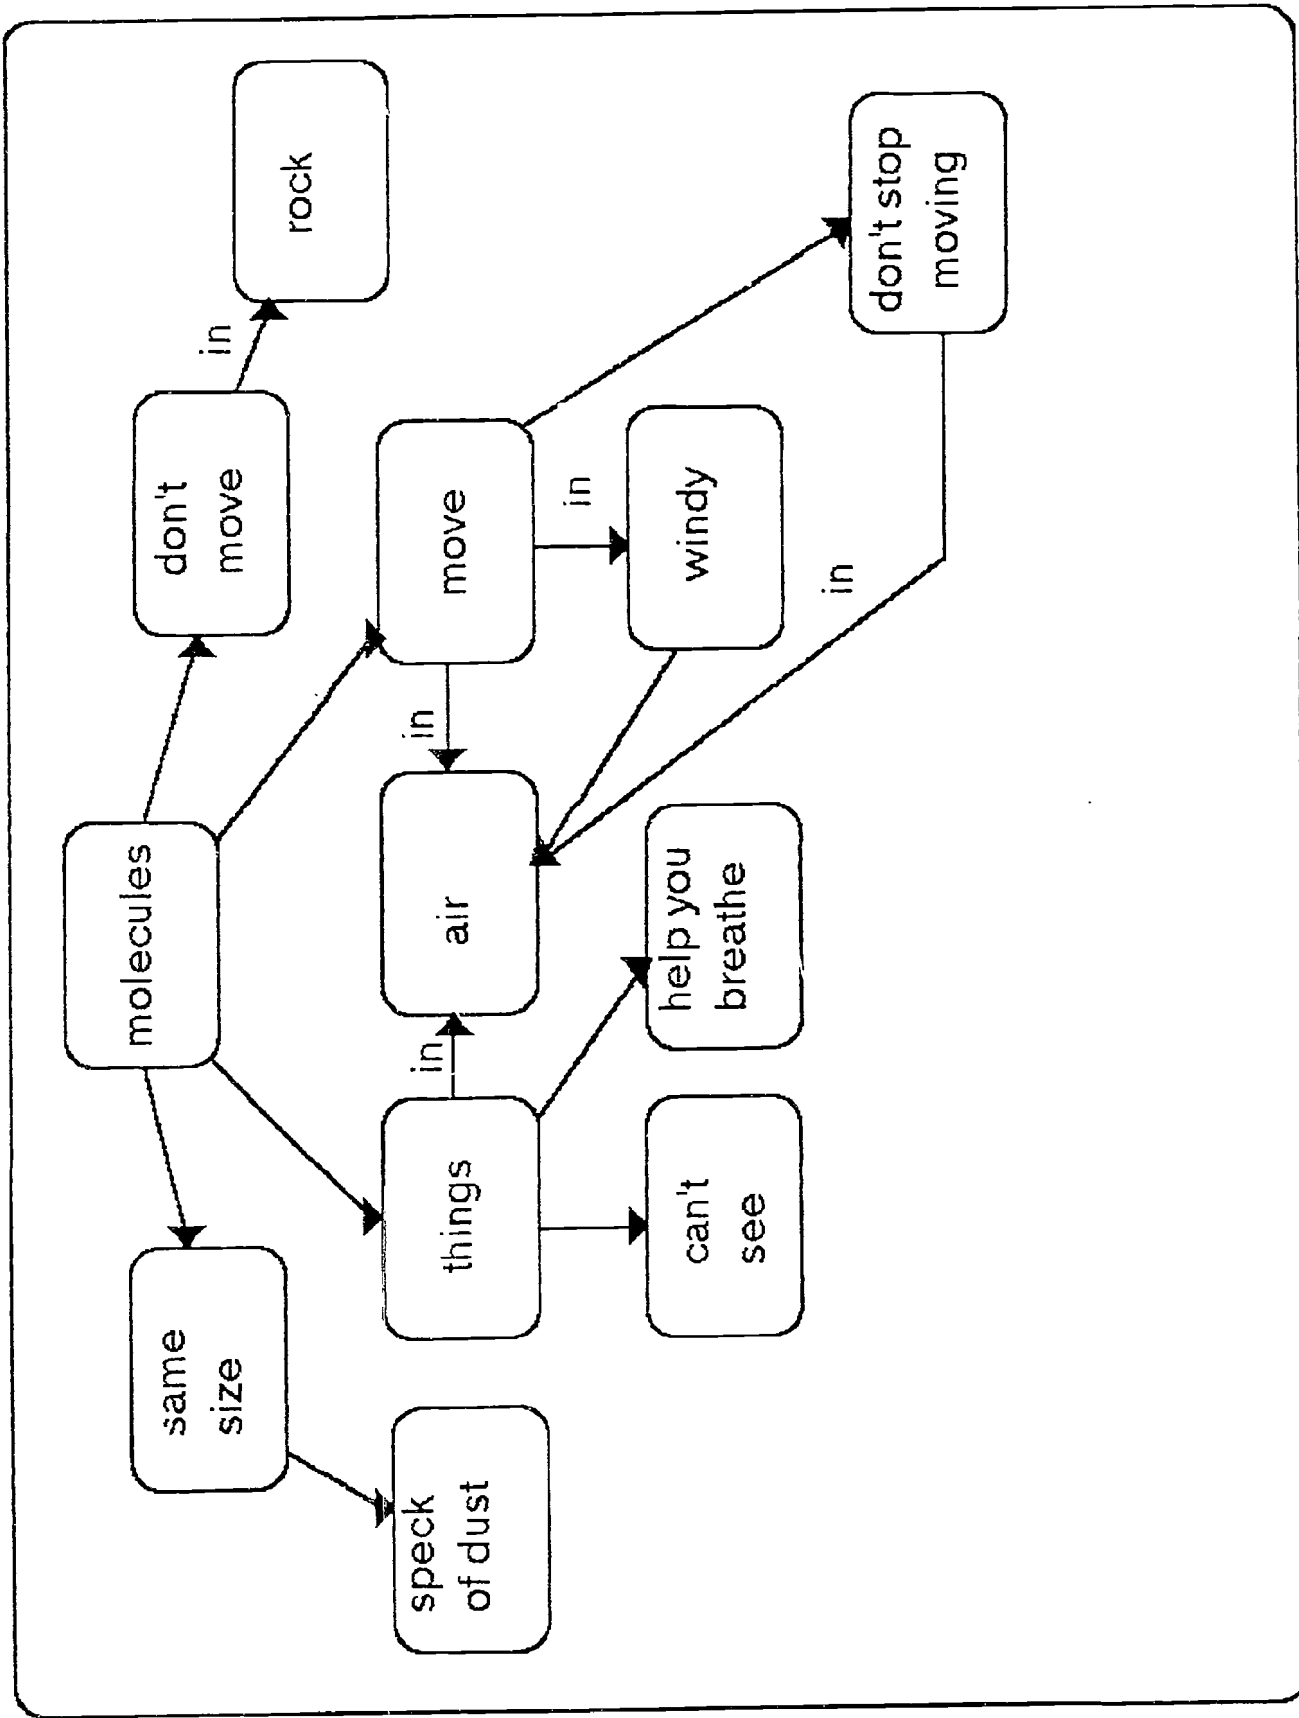 molecules
same
size
don't
move
in
rock
speck
of dust
things
in
air
in
move
in
can't
see
help you
breathe
windy
in
don't stop
moving